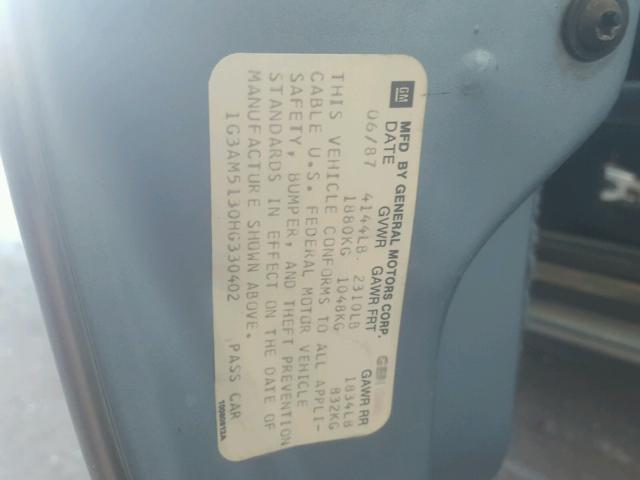 GM MFD BY GENERAL MOTORS CORP.
DATE GVWR GAWR FRT GAWR RR
06/87 4144LB 2310LB 1834LB
1880KG 1048KG 832KG
THIS VEHICLE CONFORMS TO ALL APPLI-
CABLE U.S. FEDERAL MOTOR VEHICLE
SAFETY, BUMPER, AND THEFT PREVENTION
STANDARDS IN EFFECT ON THE DATE OF
MANUFACTURE SHOWN ABOVE.
1G3AM5130HG330402 PASS CAR